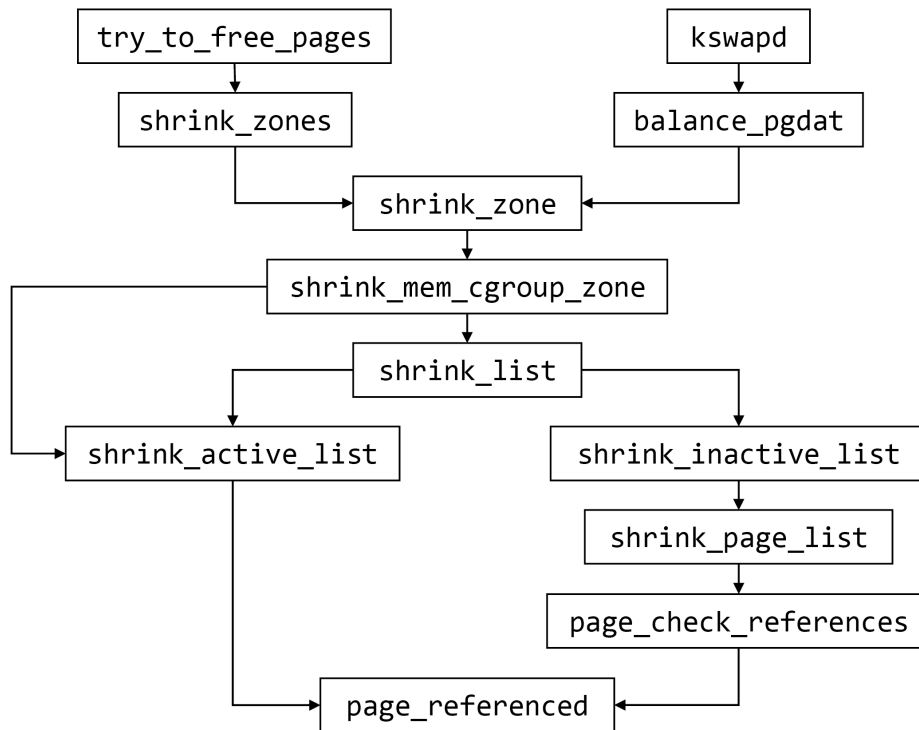 try_to_free_pages
kswapd
shrink_zones
balance_pgdat
shrink_zone
shrink_mem_cgroup_zone
shrink_list
shrink_active_list
shrink_inactive_list
shrink_page_list
page_check_references
page_referenced